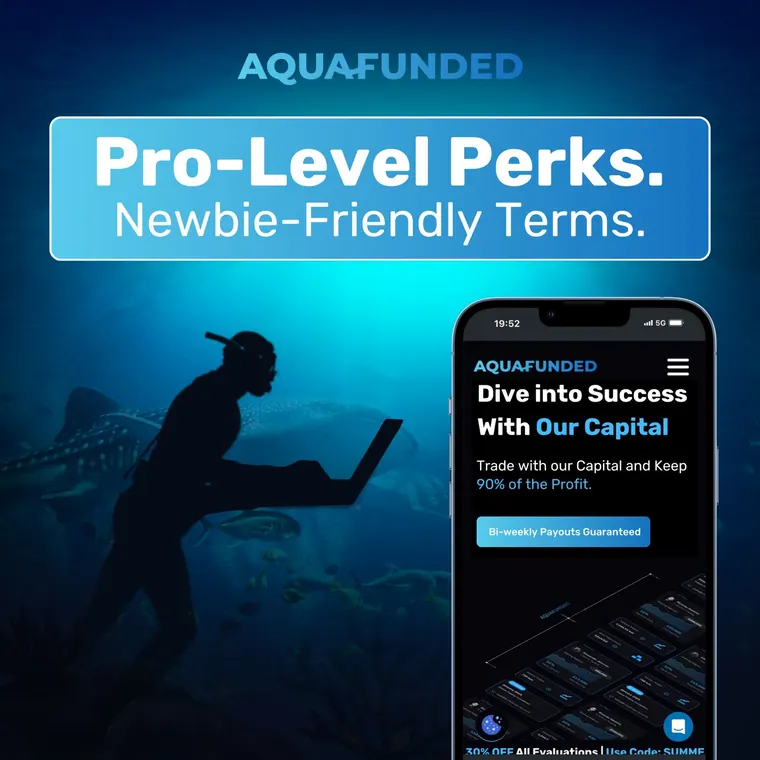 AQUAFUNDED
Pro-Level Perks.
Newbie-Friendly Terms.
19:52
5G
AQUAFUNDED
Dive into Success
With Our Capital
Trade with our Capital and Keep
90% of the Profit.
Bi-weekly Payouts Guaranteed
AQUAFUNDED
30% OFF All Evaluations | Use Code: SUMME